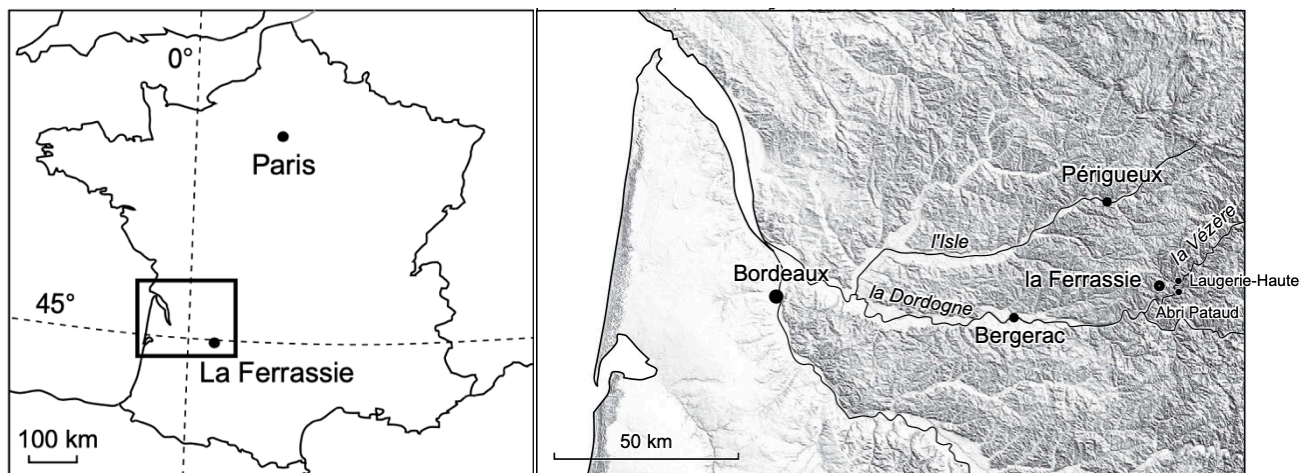 0°
Paris
45°
La Ferrassie
100 km
Périgueux
la Vézère
l'Isle
Bordeaux
la Ferrassie
Laugerie-Haute
la Dordogne
Abri Pataud
Bergerac
50 km